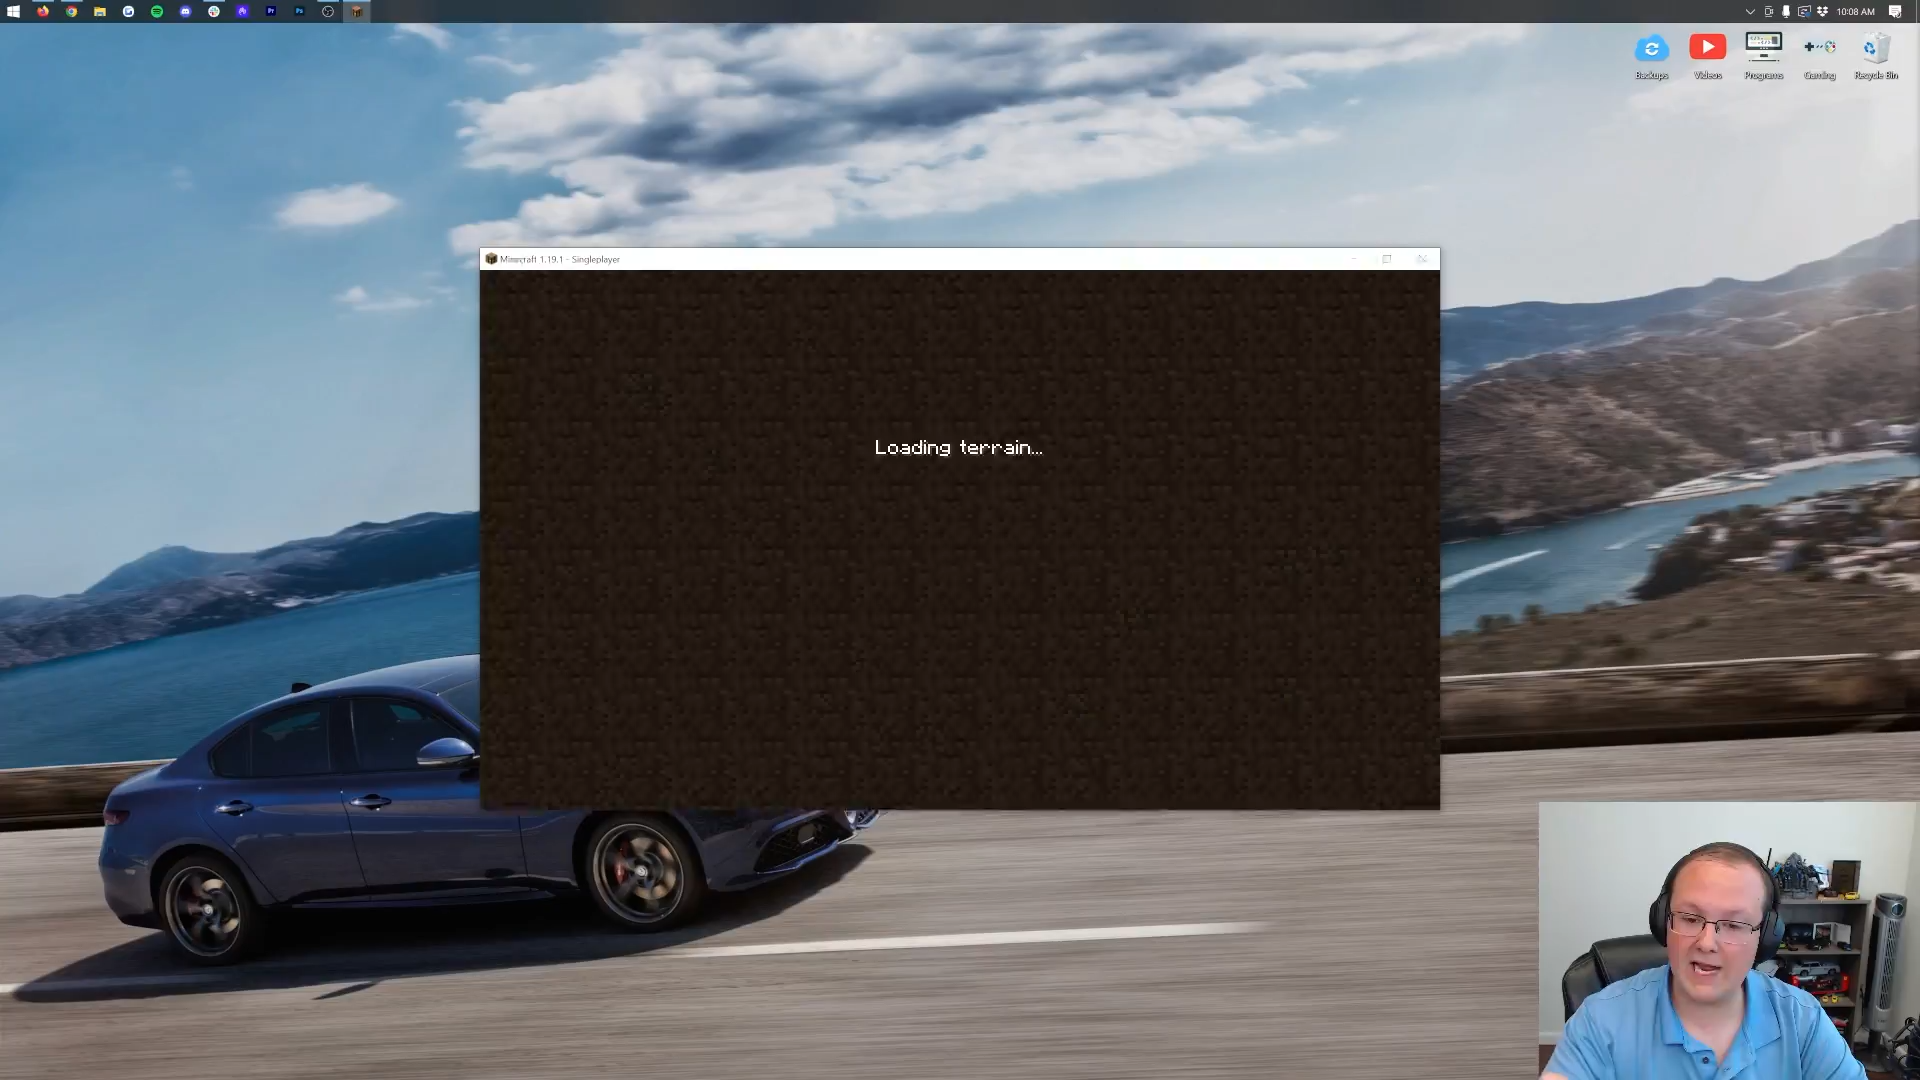 10:08 AM
Backups
Videos
Programs
Gaming
Recycle Bin
Minecraft 1.19.1 - Singleplayer
Loading terrain...